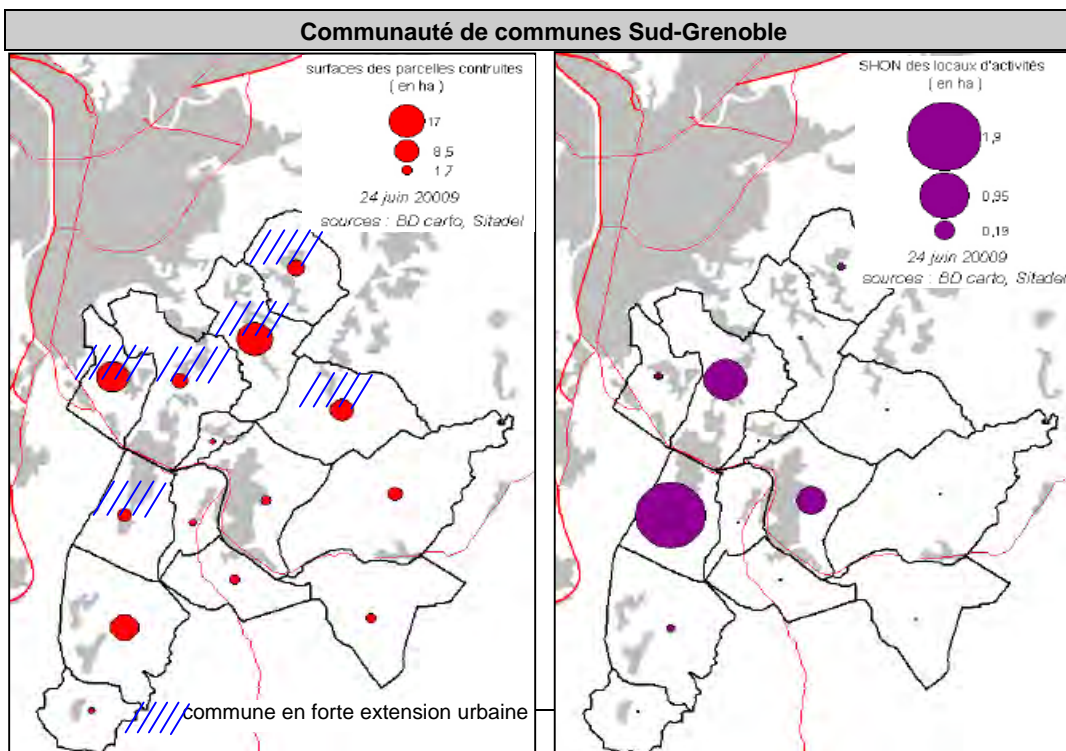 Communauté de communes Sud-Grenoble
surfaces des parcelles contruites
( en ha )
17
8,5
1,7
24 juin 20009
sources : BD carto, Sitadel
commune en forte extension urbaine
SHON des locaux d'activités
( en ha )
1,9
0,95
0,19
24 juin 20009
sources : BD carto, Sitadel